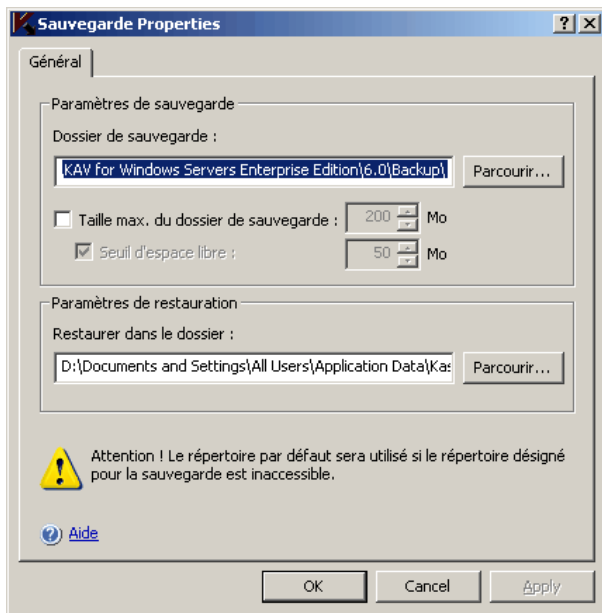 Sauvegarde Properties
Général
Paramètres de sauvegarde
Dossier de sauvegarde :
KAV for Windows Servers Enterprise Edition\6.0\Backup\
Parcourir...
Taille max. du dossier de sauvegarde : 200 Mo
Seuil d'espace libre : 50 Mo
Paramètres de restauration
Restaurer dans le dossier :
D:\Documents and Settings\All Users\Application Data\Kas
Parcourir...
Attention ! Le répertoire par défaut sera utilisé si le répertoire désigné
pour la sauvegarde est inaccessible.
Aide
OK Cancel Apply